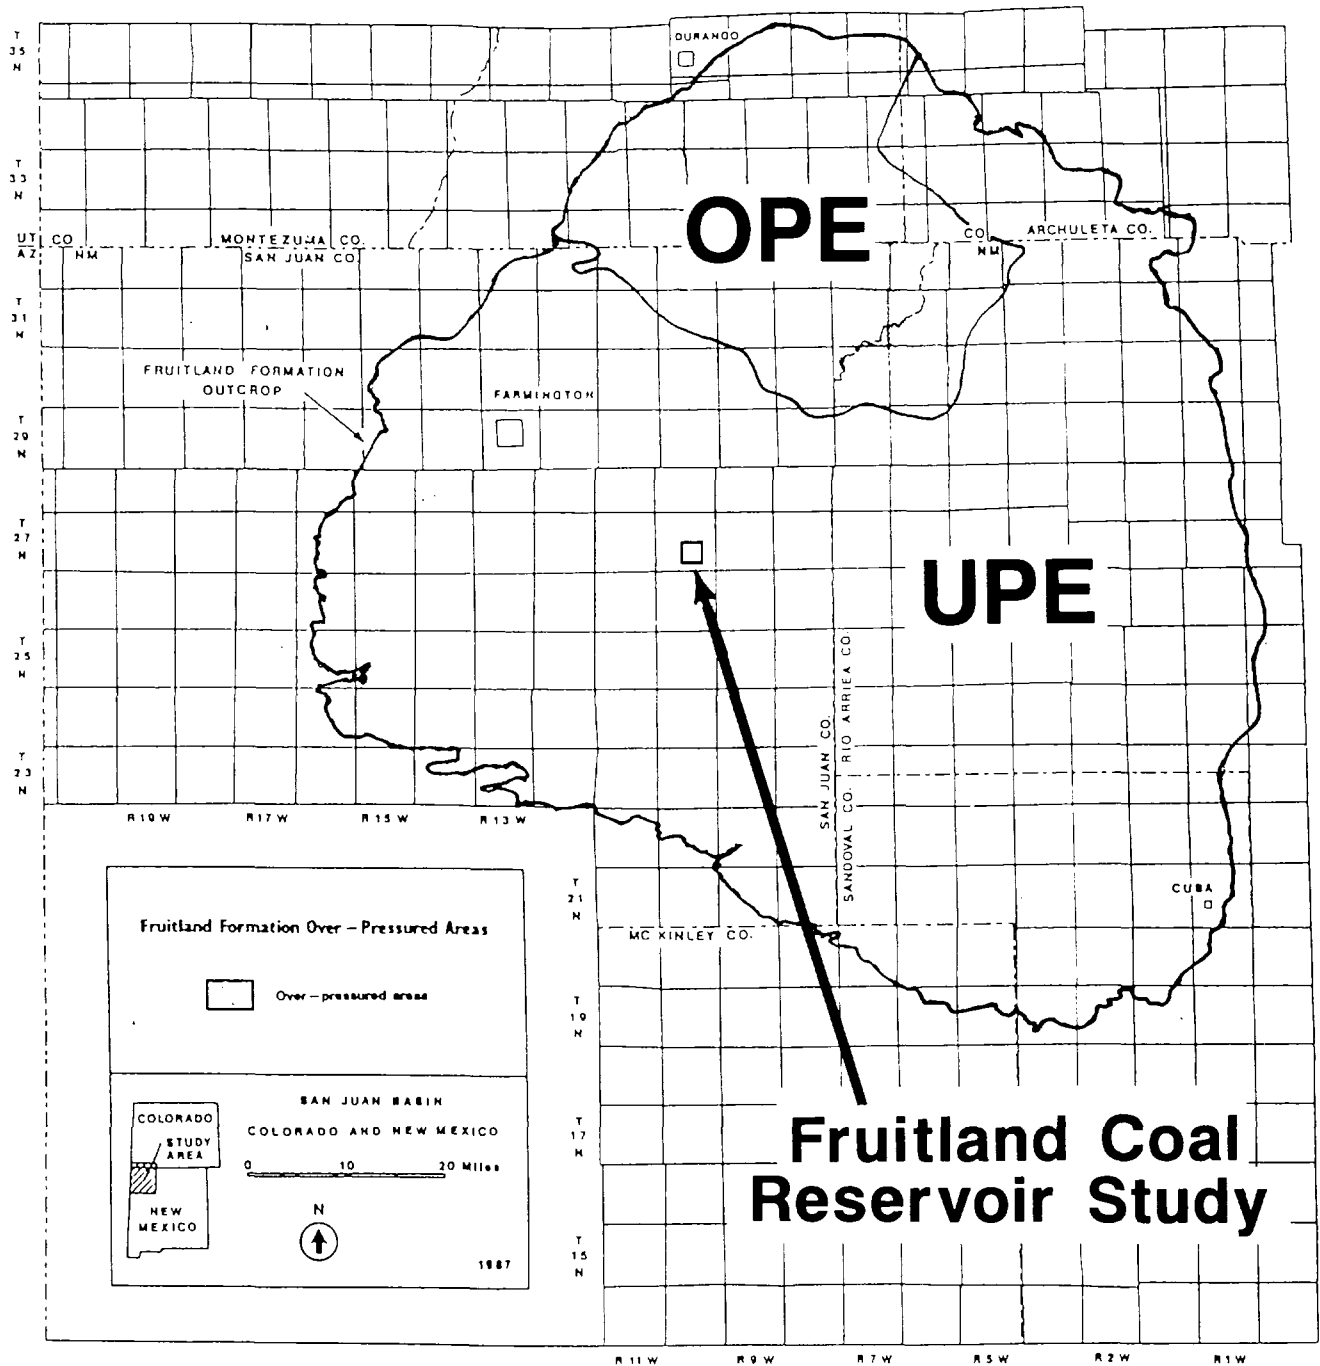 T
35
N
DURANGO
T
33
N
OPE
UT CO
AZ NM
MONTEZUMA CO.
SAN JUAN CO.
CO.
NM
ARCHULETA CO.
T
31
N
FRUITLAND FORMATION
OUTCROP
FARMINGTON
T
29
N
T
27
N
UPE
T
25
N
SAN JUAN CO.
SANDOVAL CO. RIO ARRIEA CO.
T
23
N
R 19 W R 17 W R 15 W R 13 W
T
21
N
CUBA
MC KINLEY CO.
Fruitland Formation Over-Pressured Areas
Over-pressured areas
T
19
N
SAN JUAN BASIN
COLORADO AND NEW MEXICO
0 10 20 Miles
COLORADO
STUDY
AREA
NEW
MEXICO
N
1987
T
17
N
Fruitland Coal
Reservoir Study
T
15
N
R 11 W R 9 W R 7 W R 5 W R 2 W R 1 W